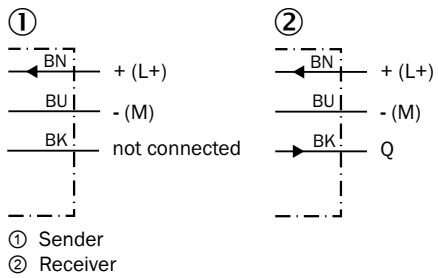 ① ②
BN + (L+) BN + (L+)
BU - (M) BU - (M)
BK not connected BK Q
① Sender
② Receiver